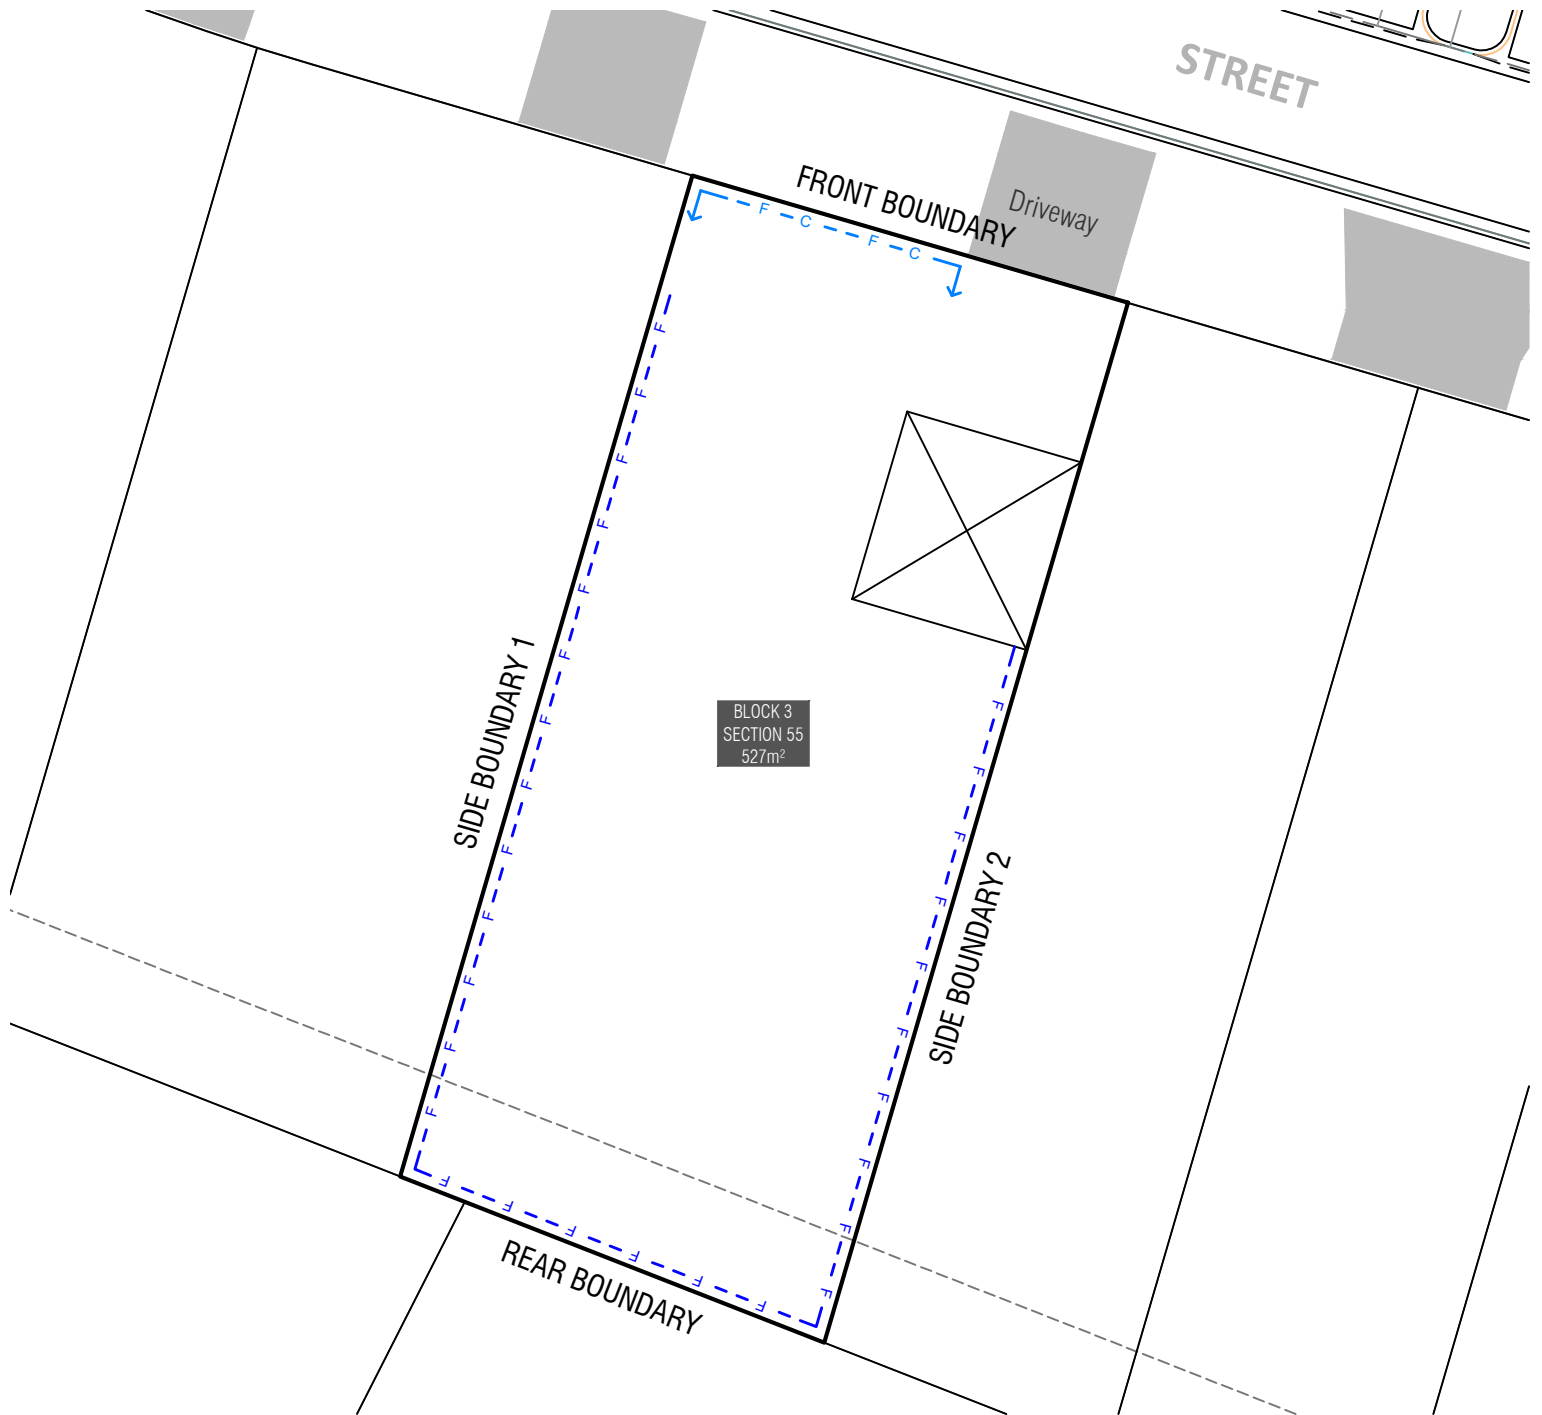 STREET
FRONT BOUNDARY
Driveway
F C F C
F F F F F F F F F F F F F
SIDE BOUNDARY 1
BLOCK 3
SECTION 55
527m²
F F F F F F F F F F
SIDE BOUNDARY 2
F F F F F F
REAR BOUNDARY